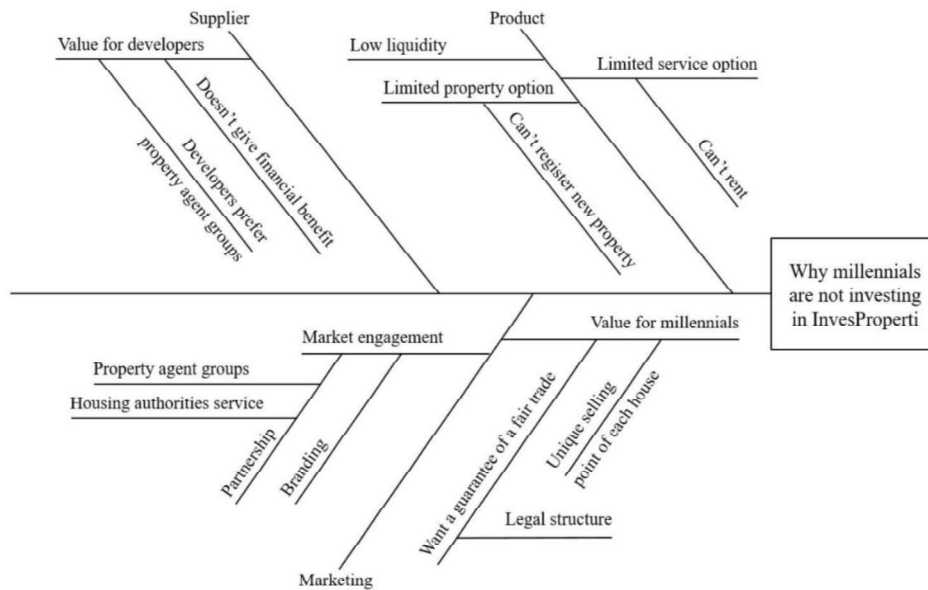 Supplier
Value for developers
Doesn't give financial benefit
Developers prefer
property agent groups
Product
Low liquidity
Limited property option
Can't register new property
Limited service option
Can't rent
Why millennials
are not investing
in InvesProperti
Market engagement
Property agent groups
Housing authorities service
Partnership
Branding
Marketing
Value for millennials
Want a guarantee of a fair trade
Unique selling
point of each house
Legal structure